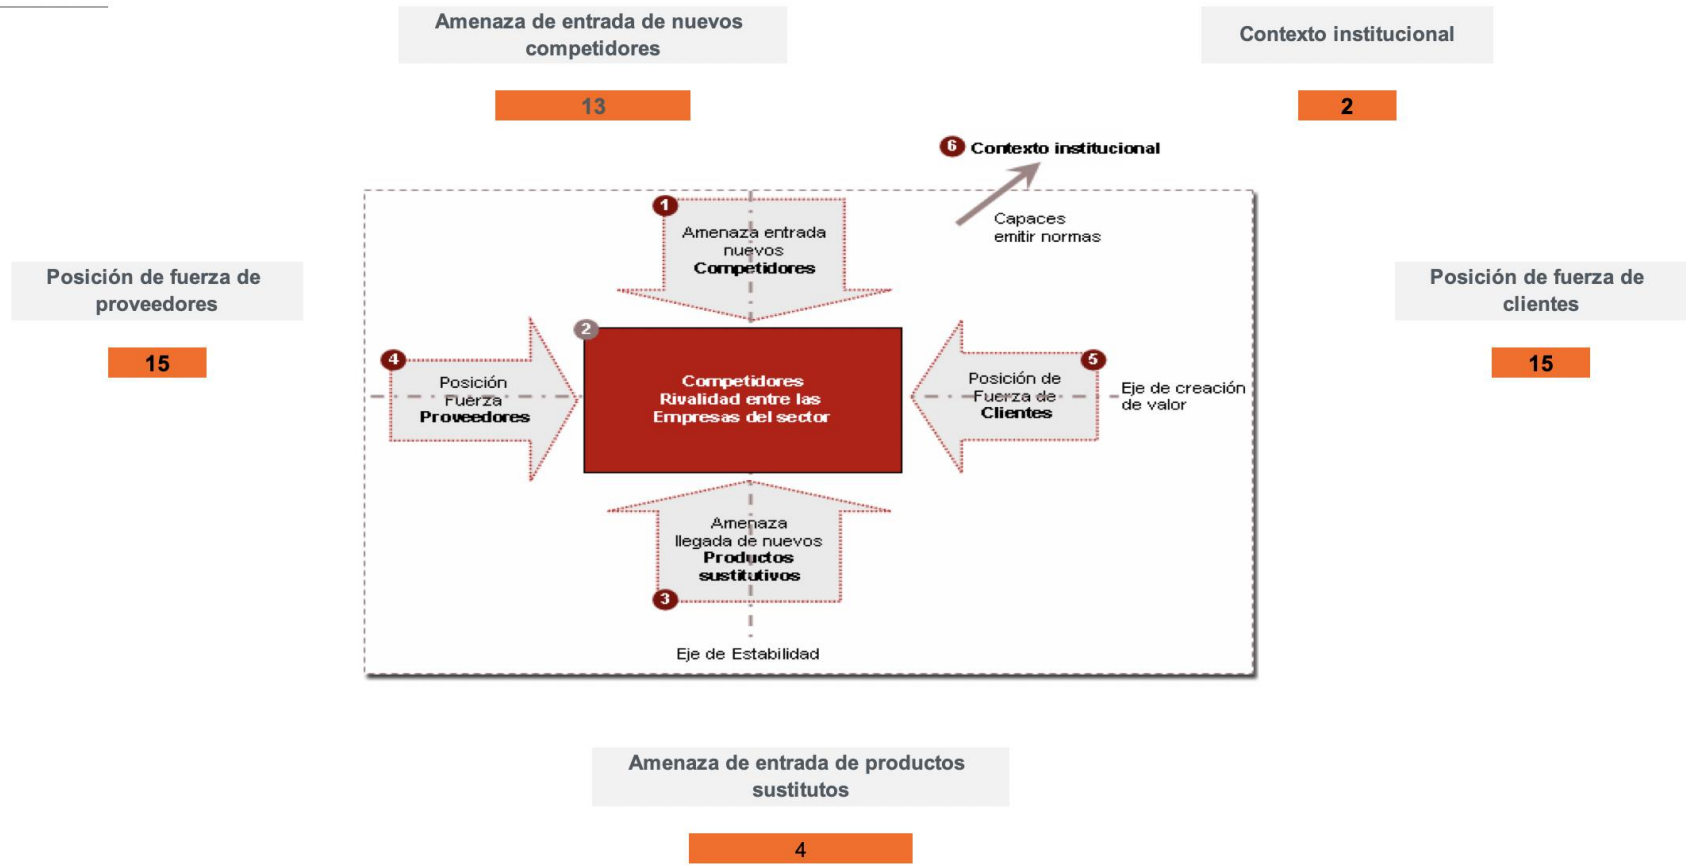 Amenaza de entrada de nuevos
competidores
Contexto institucional
13
2
6 Contexto institucional
Capaces
emitir normas
1
Amenaza entrada
nuevos
Competidores
Posición de fuerza de
proveedores
15
Posición de fuerza de
clientes
15
2
Competidores
Rivalidad entre las
Empresas del sector
4
Posición
Fuerza
Proveedores
5
Posición de
Fuerza de
Clientes
Eje de creación
de valor
Amenaza
llegada de nuevos
Productos
sustitutivos
3
Eje de Estabilidad
Amenaza de entrada de productos
sustitutos
4